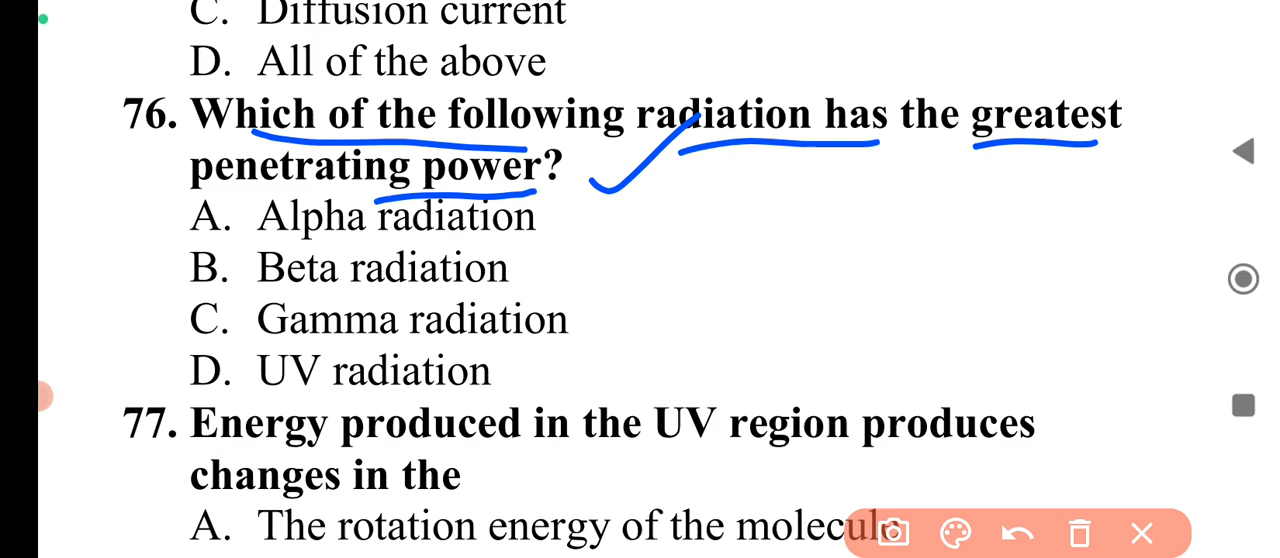 C. Diffusion current
D. All of the above
76. Which of the following radiation has the greatest
penetrating power?
A. Alpha radiation
B. Beta radiation
C. Gamma radiation
D. UV radiation
77. Energy produced in the UV region produces
changes in the
A. The rotation energy of the molecule